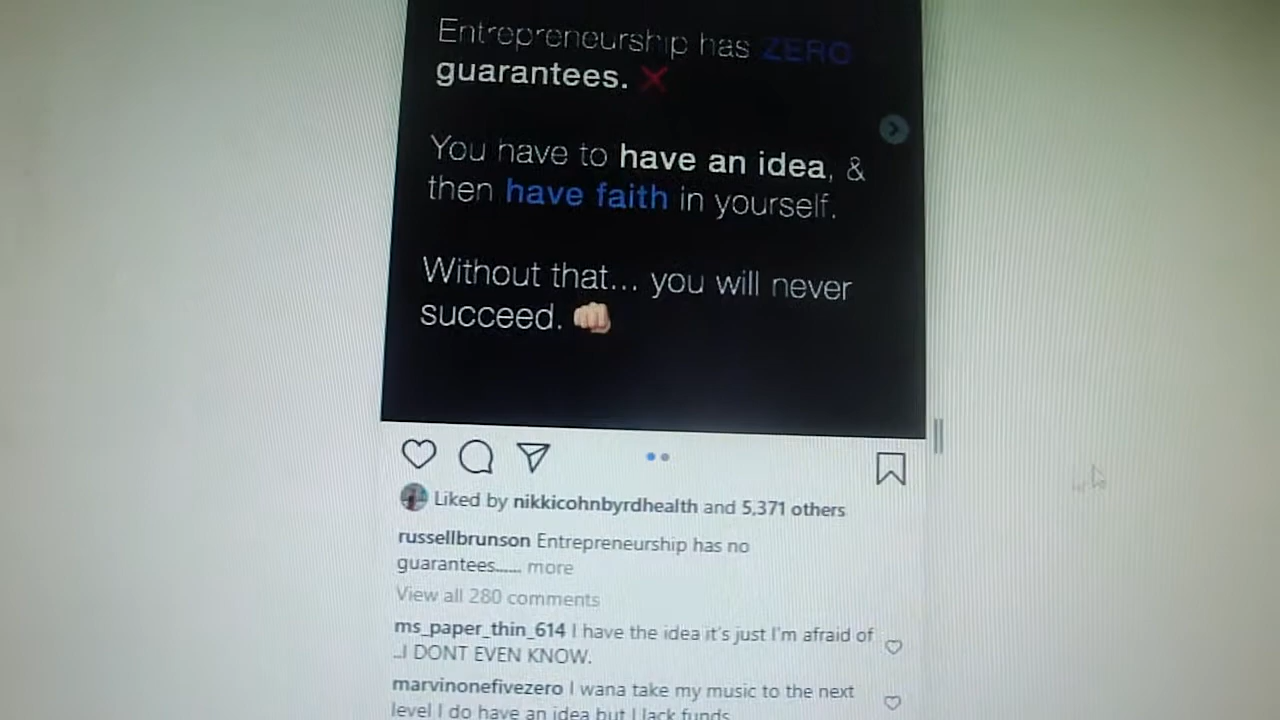 Entrepreneurship has ZERO
guarantees. ❌
You have to have an idea, &
then have faith in yourself.
Without that... you will never
succeed. 👊🏻
Liked by nikkicohnbyrdhealth and 5,371 others
russellbrunson Entrepreneurship has no
guarantees...... more
View all 280 comments
ms_paper_thin_614 I have the idea it's just I'm afraid of
..I DONT EVEN KNOW.
marvinonefivezero I wana take my music to the next
level I do have an idea but I lack funds